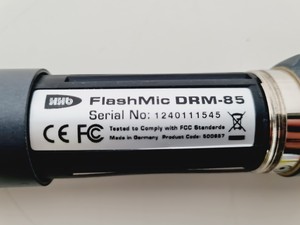 HHB FlashMic DRM-85
Serial No: 1240111545
CE FC Tested to Comply with FCC Standards
Made in Germany Product Code: 500657